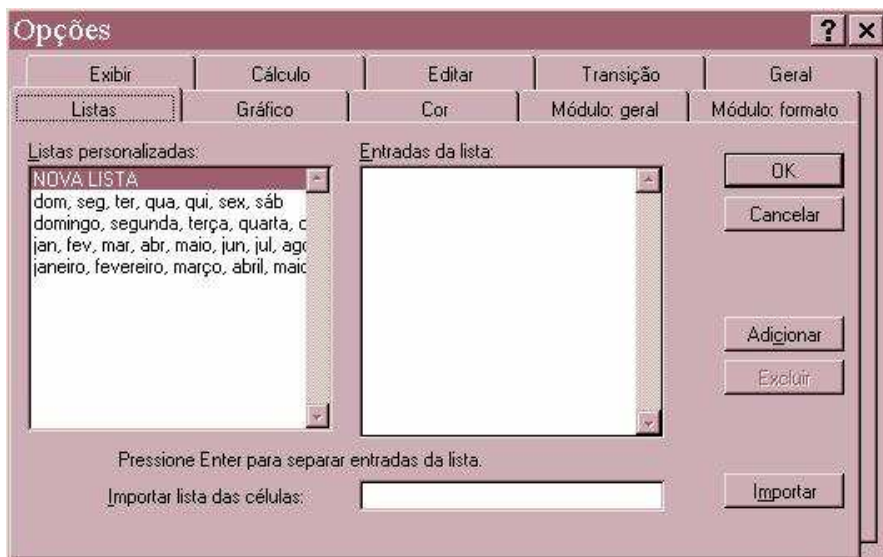 Opções
Exibir Cálculo Editar Transição Geral
Listas Gráfico Cor Módulo: geral Módulo: formato
Listas personalizadas:
NOVA LISTA
dom, seg, ter, qua, qui, sex, sáb
domingo, segunda, terça, quarta, c
jan, fev, mar, abr, maio, jun, jul, ago
janeiro, fevereiro, março, abril, maio
Entradas da lista:
OK
Cancelar
Adicionar
Excluir
Pressione Enter para separar entradas da lista.
Importar lista das células:
Importar